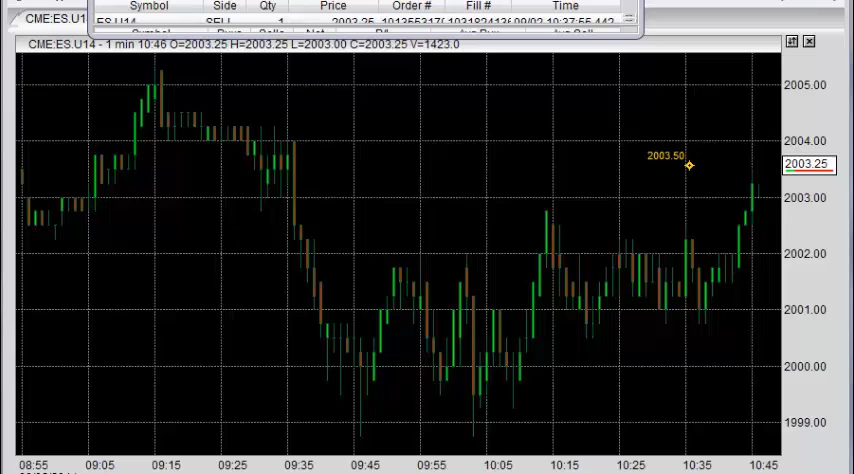 Symbol Side Qty Price Order # Fill # Time
ES.U14 SELL 1 2003.25
CME:ES.U1
CME:ES.U14 - 1 min 10:46 O=2003.25 H=2003.25 L=2003.00 C=2003.25 V=1423.0
2005.00
2004.00
2003.50
2003.25
2003.00
2002.00
2001.00
2000.00
1999.00
08:55 09:05 09:15 09:25 09:35 09:45 09:55 10:05 10:15 10:25 10:35 10:45